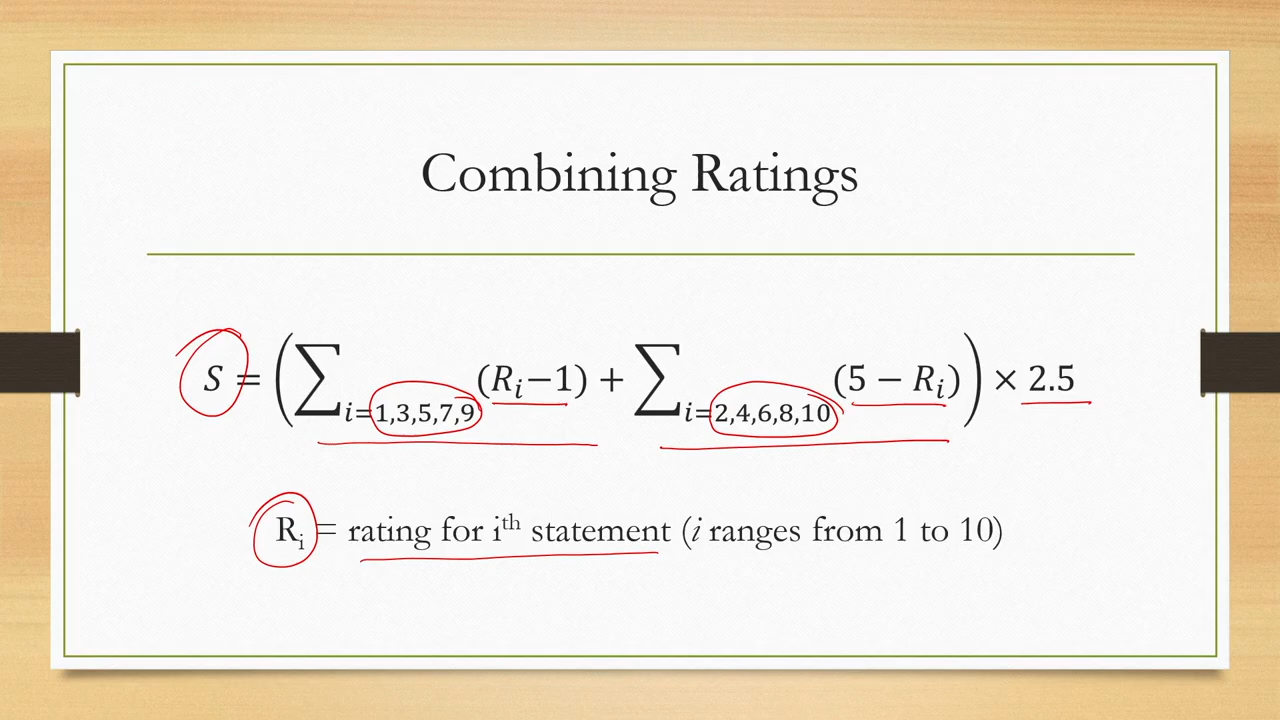 Combining Ratings
S = (∑i=1,3,5,7,9 (Ri−1) + ∑i=2,4,6,8,10 (5 − Ri)) × 2.5
Ri = rating for ith statement (i ranges from 1 to 10)